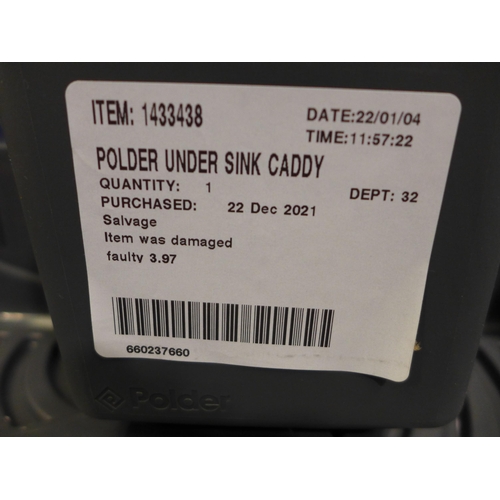 ITEM: 1433438
DATE:22/01/04
TIME:11:57:22
POLDER UNDER SINK CADDY
QUANTITY: 1
DEPT: 32
PURCHASED: 22 Dec 2021
Salvage
Item was damaged
faulty 3.97
660237660
Polder